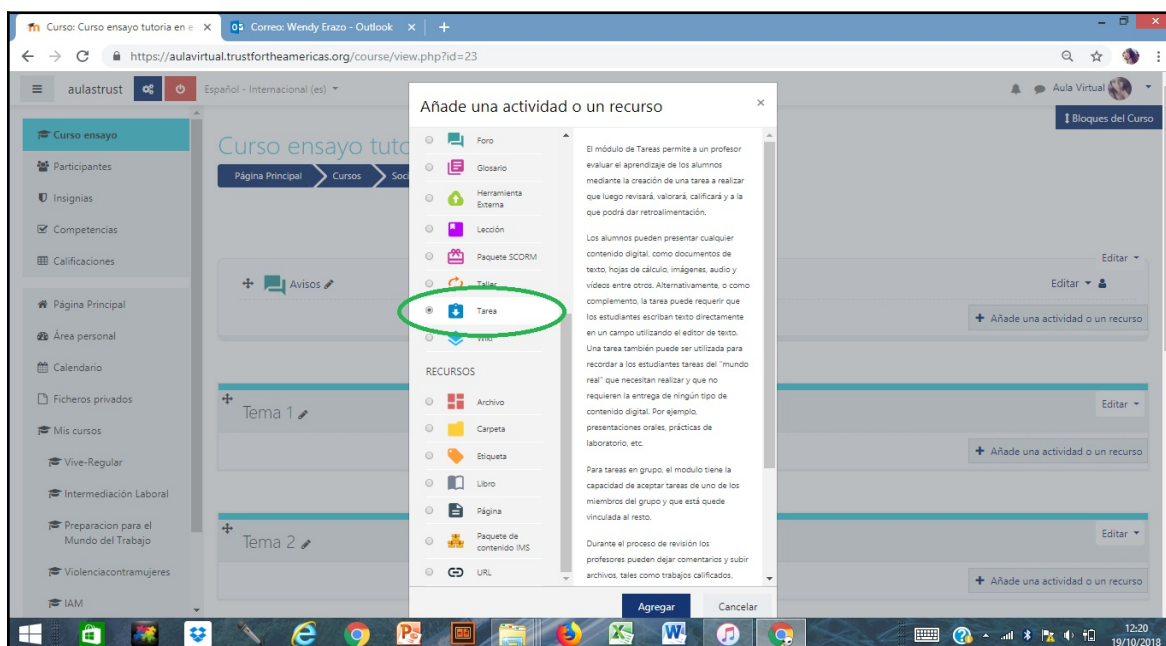 Curso: Curso ensayo tutoria en e
Correo: Wendy Erazo - Outlook
https://aulavirtual.trustfortheamericas.org/course/view.php?id=23
aulastrust
Español - Internacional (es)
Aula Virtual
Bloques del Curso
Curso ensayo
Participantes
Insignias
Competencias
Calificaciones
Página Principal
Área personal
Calendario
Ficheros privados
Mis cursos
Vive-Regular
Intermediación Laboral
Preparacion para el
Mundo del Trabajo
Violenciacontramujeres
IAM
Curso ensayo tuto
Página Principal
Cursos
Soci
Avisos
Tema 1
Tema 2
Añade una actividad o un recurso
Foro
Glosario
Herramienta
Externa
Lección
Paquete SCORM
Taller
Tarea
Wiki
RECURSOS
Archivo
Carpeta
Etiqueta
Libro
Página
Paquete de
contenido IMS
URL
El módulo de Tareas permite a un profesor
evaluar el aprendizaje de los alumnos
mediante la creación de una tarea a realizar
que luego revisará, valorará, calificará y a la
que podrá dar retroalimentación.
Los alumnos pueden presentar cualquier
contenido digital, como documentos de
texto, hojas de cálculo, imágenes, audio y
vídeos entre otros. Alternativamente, o como
complemento, la tarea puede requerir que
los estudiantes escriban texto directamente
en un campo utilizando el editor de texto.
Una tarea también puede ser utilizada para
recordar a los estudiantes tareas del "mundo
real" que necesitan realizar y que no
requieren la entrega de ningún tipo de
contenido digital. Por ejemplo,
presentaciones orales, prácticas de
laboratorio, etc.
Para tareas en grupo, el modulo tiene la
capacidad de aceptar tareas de uno de los
miembros del grupo y que está quede
vinculada al resto.
Durante el proceso de revisión los
profesores pueden dejar comentarios y subir
archivos, tales como trabajos calificados,
Agregar
Cancelar
Editar
Editar
Añade una actividad o un recurso
Editar
Añade una actividad o un recurso
Editar
Añade una actividad o un recurso
12:20
19/10/2018